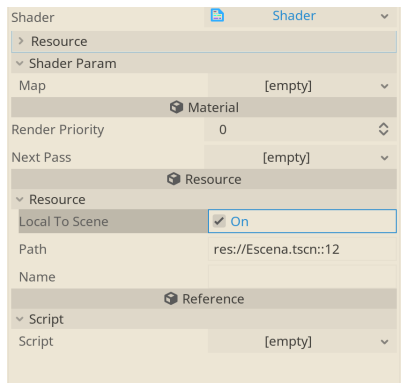 Shader Shader
Resource
Shader Param
Map [empty]
Material
Render Priority 0
Next Pass [empty]
Resource
Resource
Local To Scene On
Path res://Escena.tscn::12
Name
Reference
Script
Script [empty]